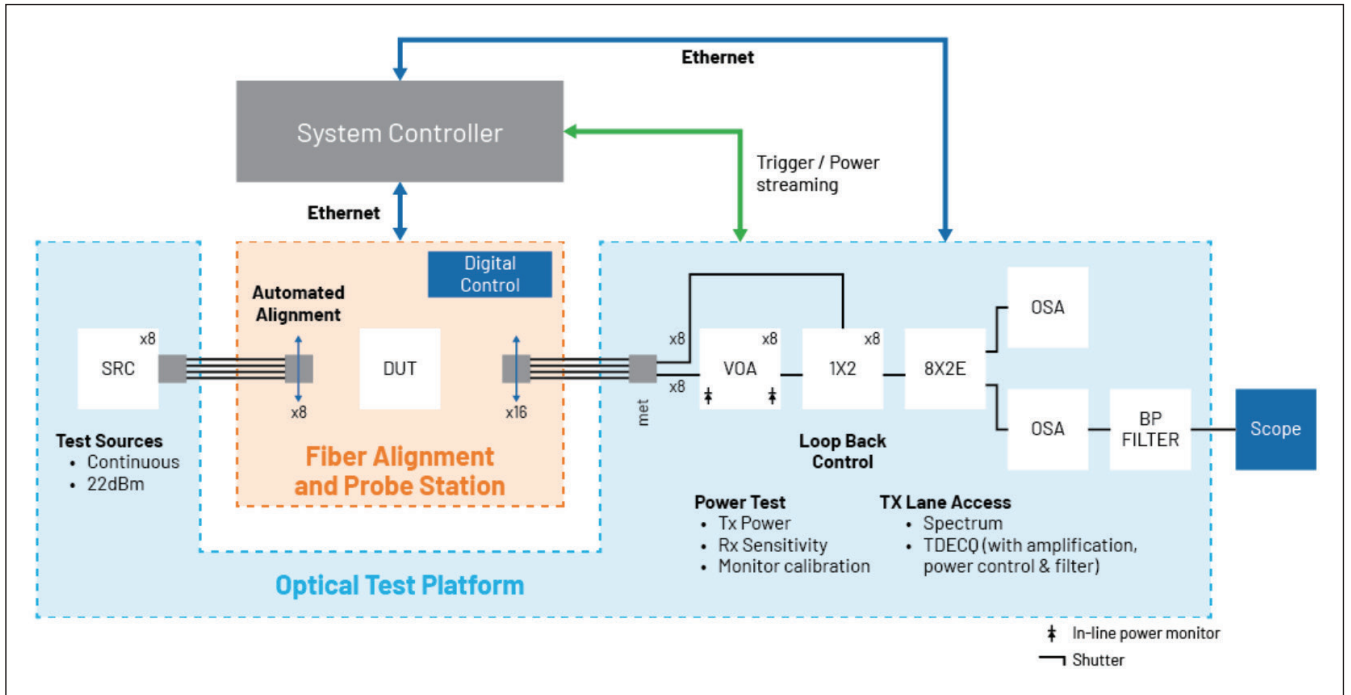 Ethernet
System Controller
Trigger / Power
streaming
Ethernet
Digital
Control
Automated
Alignment
x8
SRC
x8
DUT
x16
met
x8
x8
x8
VOA
x8
1X2
8X2E
OSA
OSA
BP
FILTER
Scope
Test Sources
• Continuous
• 22dBm
Fiber Alignment
and Probe Station
Loop Back
Control
Power Test
• Tx Power
• Rx Sensitivity
• Monitor calibration
TX Lane Access
• Spectrum
• TDECQ (with amplification,
power control & filter)
Optical Test Platform
In-line power monitor
Shutter